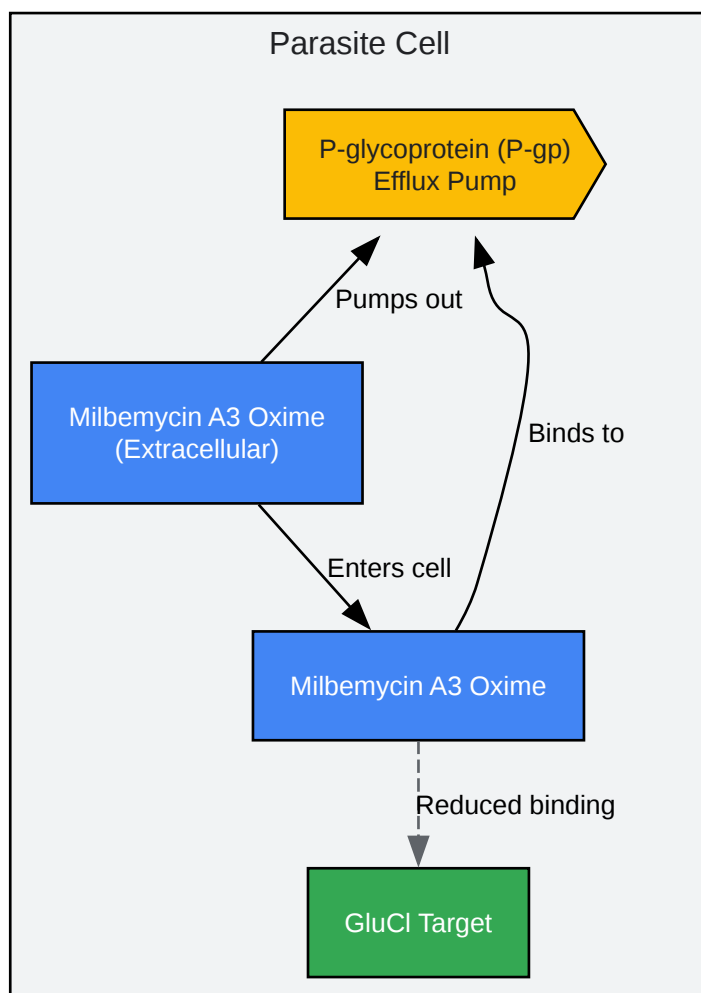 Parasite Cell
P-glycoprotein (P-gp)
Efflux Pump
Pumps out
Milbemycin A3 Oxime
(Extracellular)
Binds to
Enters cell
Milbemycin A3 Oxime
Reduced binding
GluCl Target